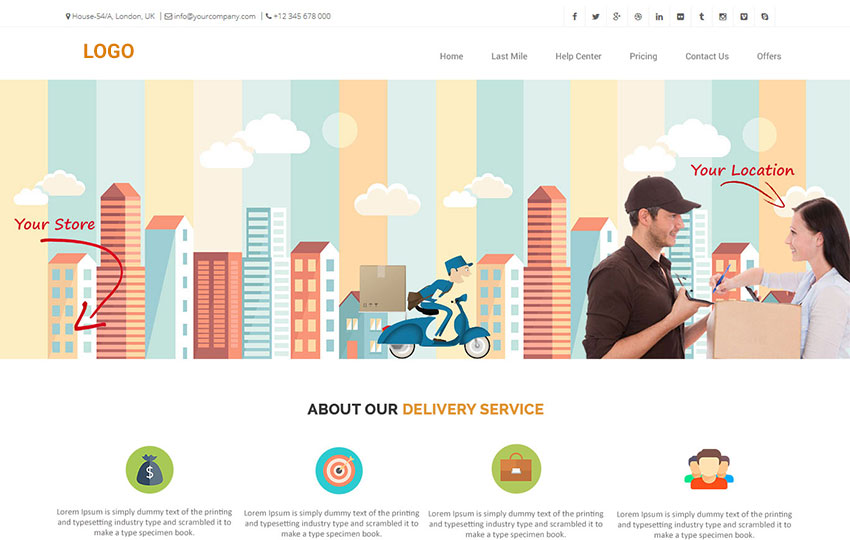 House-54/A, London, UK | info@yourcompany.com | +12 345 678 000
LOGO
Home Last Mile Help Center Pricing Contact Us Offers
Your Location
Your Store
ABOUT OUR DELIVERY SERVICE
Lorem Ipsum is simply dummy text of the printing
and typesetting industry type and scrambled it to
make a type specimen book.
Lorem Ipsum is simply dummy text of the printing
and typesetting industry type and scrambled it to
make a type specimen book.
Lorem Ipsum is simply dummy text of the printing
and typesetting industry type and scrambled it to
make a type specimen book.
Lorem Ipsum is simply dummy text of the printing
and typesetting industry type and scrambled it to
make a type specimen book.